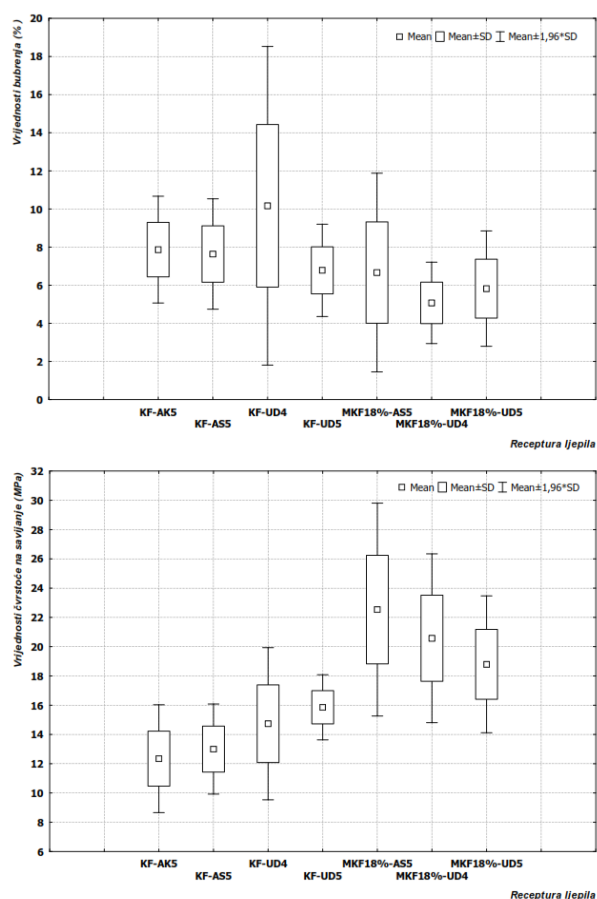 Vrijednosti bubrenja (%)
20
18
16
14
12
10
8
6
4
2
0
Mean Mean±SD Mean±1,96*SD
KF-AK5 KF-UD4 MKF18%-AS5 MKF18%-UD5
KF-AS5 KF-UD5 MKF18%-UD4
Receptura ljepila
Vrijednosti čvrstoće na savijanje (MPa)
32
30
28
26
24
22
20
18
16
14
12
10
8
6
Mean Mean±SD Mean±1,96*SD
KF-AK5 KF-UD4 MKF18%-AS5 MKF18%-UD5
KF-AS5 KF-UD5 MKF18%-UD4
Receptura ljepila